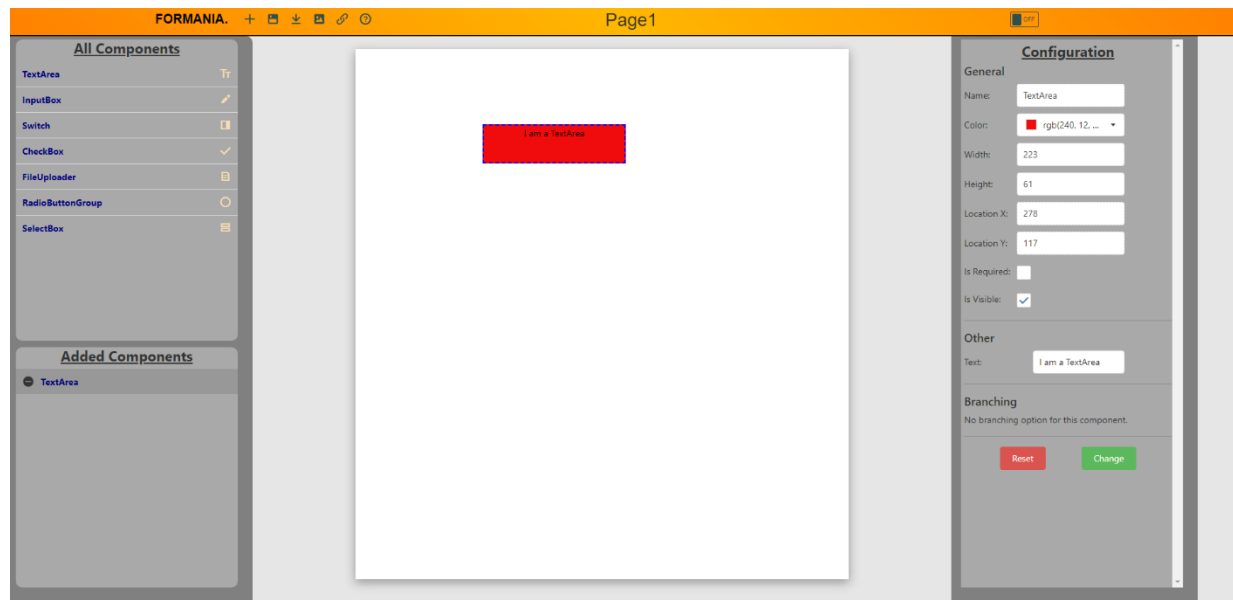 FORMANIA.
Page1
OFF
All Components
TextArea
InputBox
Switch
CheckBox
FileUploader
RadioButtonGroup
SelectBox
Added Components
TextArea
I am a TextArea
Configuration
General
Name: TextArea
Color: rgb(240, 12, ...
Width: 223
Height: 61
Location X: 278
Location Y: 117
Is Required:
Is Visible:
Other
Text: I am a TextArea
Branching
No branching option for this component.
Reset Change